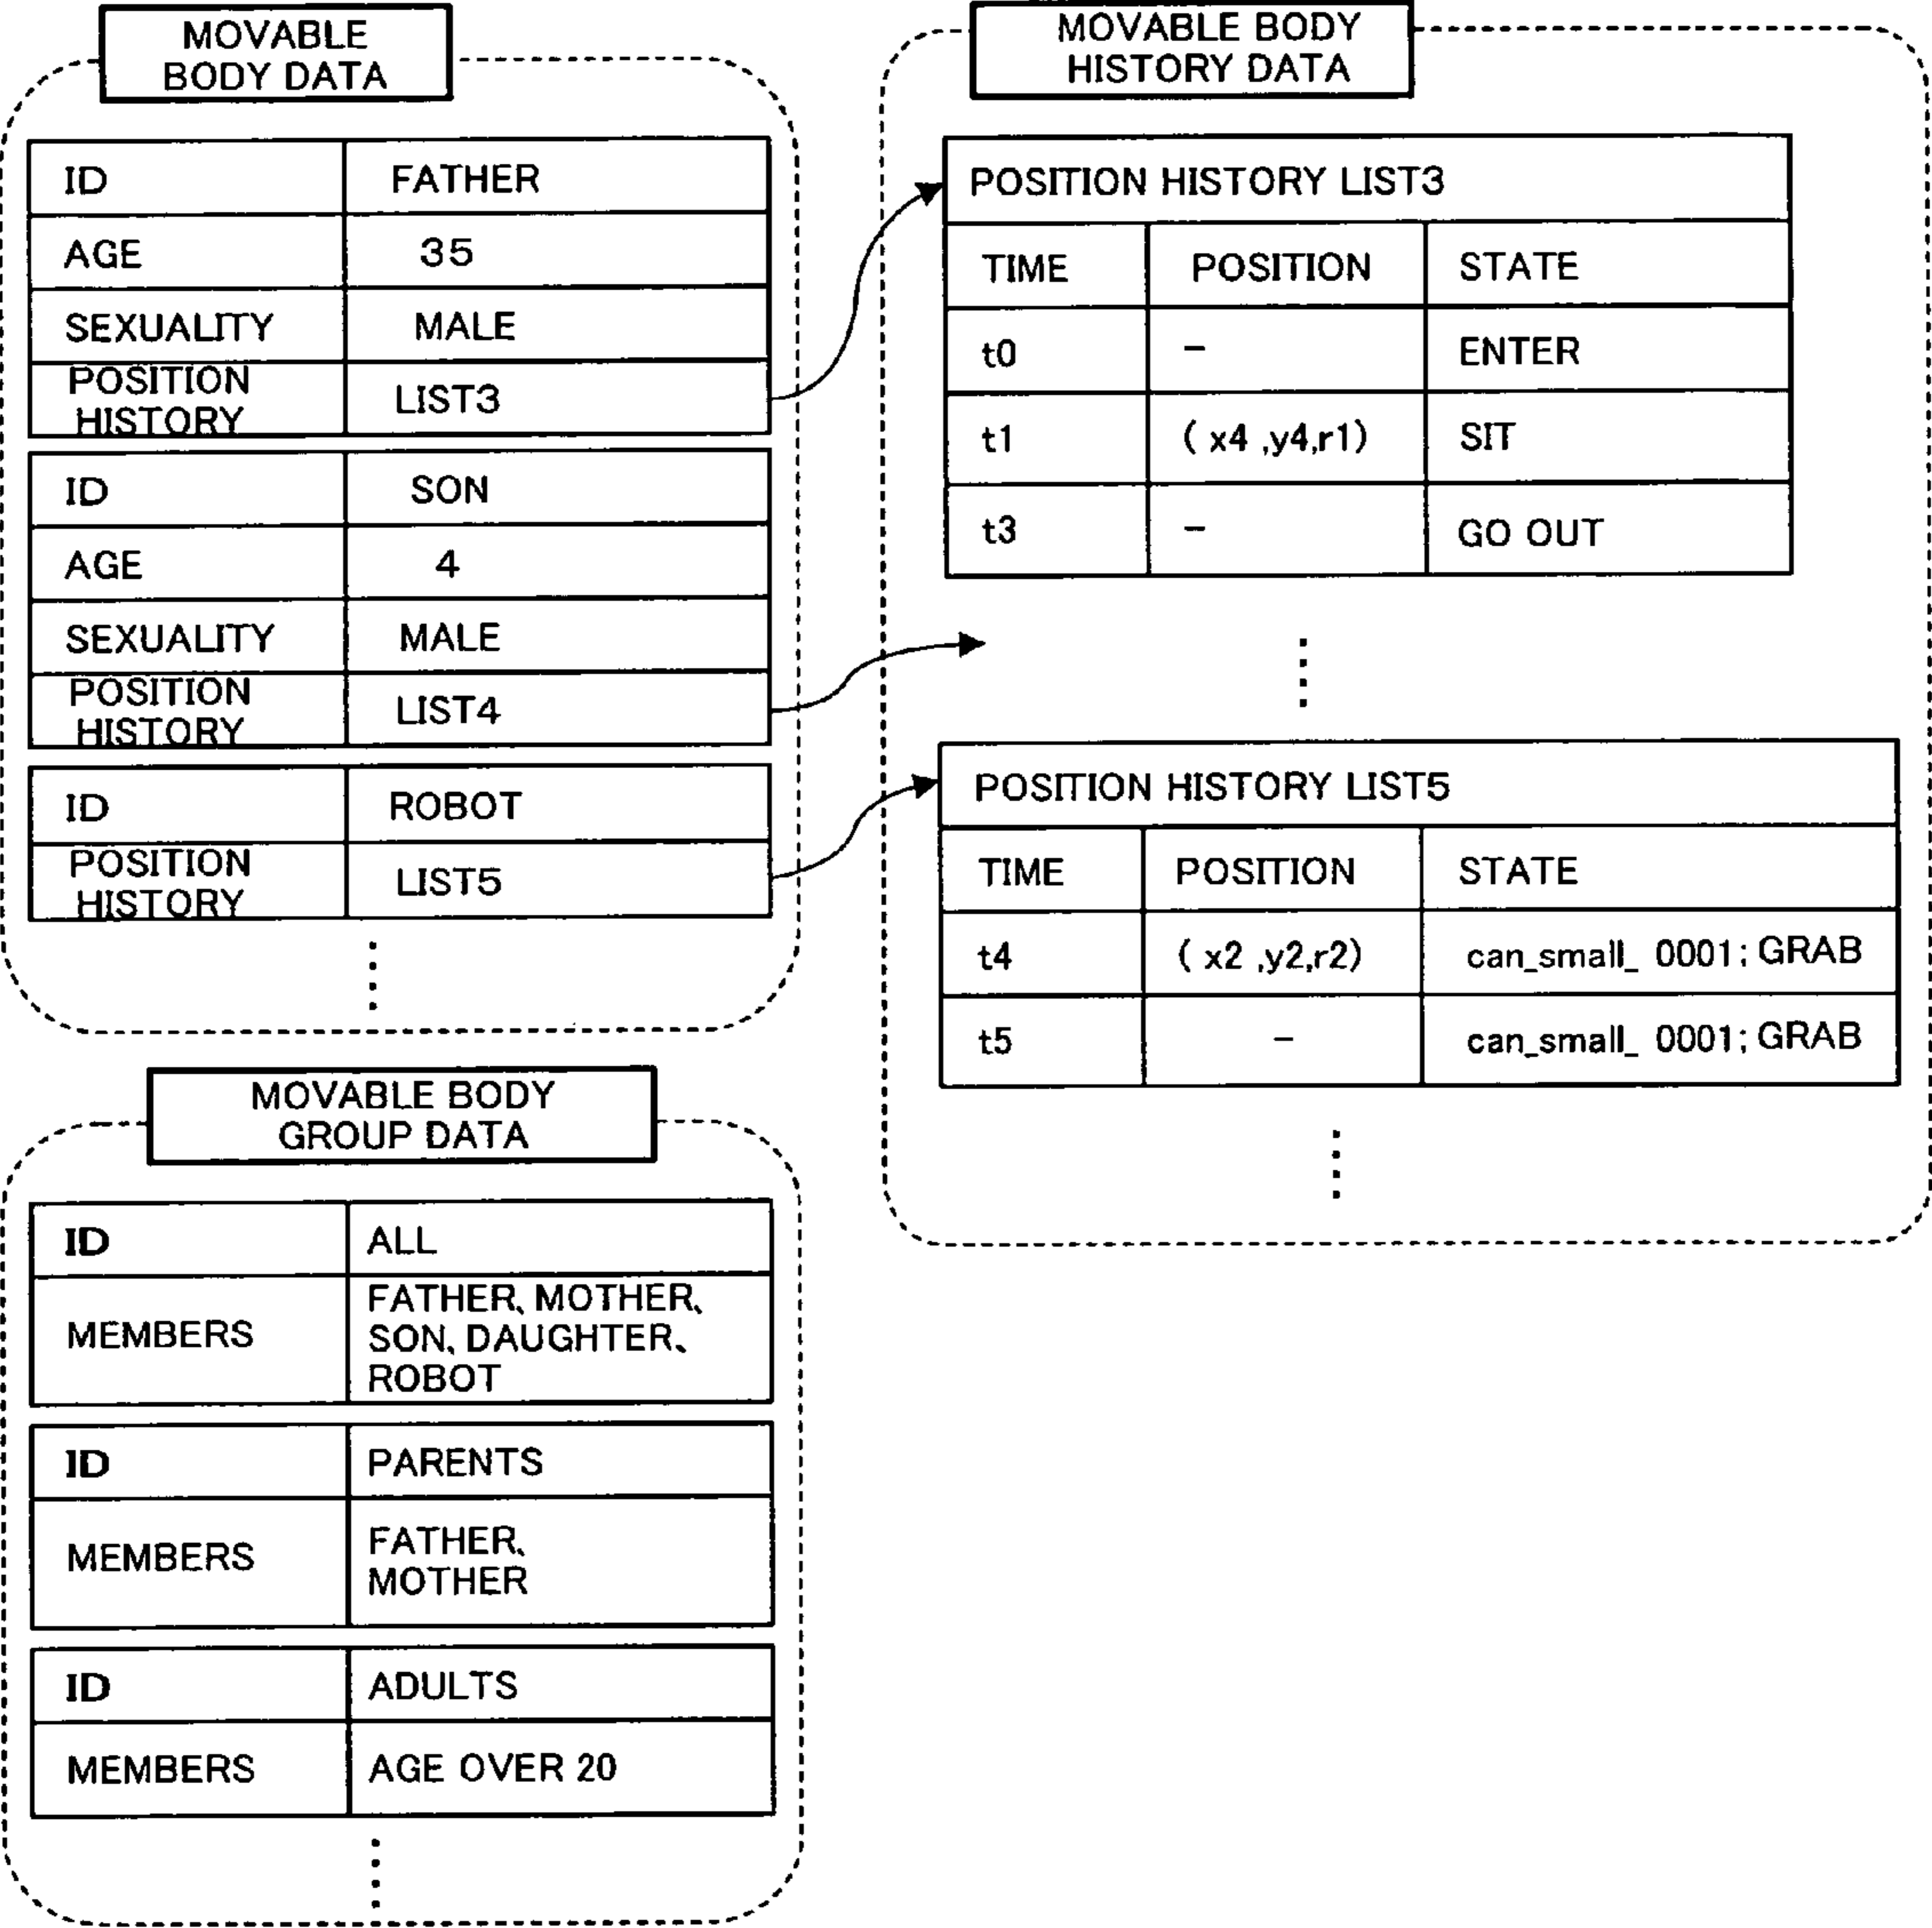 MOVABLE
BODY DATA
ID FATHER
AGE 35
SEXUALITY MALE
POSITION
HISTORY LIST3
ID SON
AGE 4
SEXUALITY MALE
POSITION
HISTORY LIST4
ID ROBOT
POSITION
HISTORY LIST5
MOVABLE BODY
HISTORY DATA
POSITION HISTORY LIST3
TIME POSITION STATE
t0 – ENTER
t1 ( x4 ,y4,r1) SIT
t3 – GO OUT
POSITION HISTORY LIST5
TIME POSITION STATE
t4 ( x2 ,y2,r2) can_small_ 0001; GRAB
t5 – can_small_ 0001; GRAB
MOVABLE BODY
GROUP DATA
ID ALL
MEMBERS FATHER、MOTHER、
SON、DAUGHTER、
ROBOT
ID PARENTS
MEMBERS FATHER、
MOTHER
ID ADULTS
MEMBERS AGE OVER 20